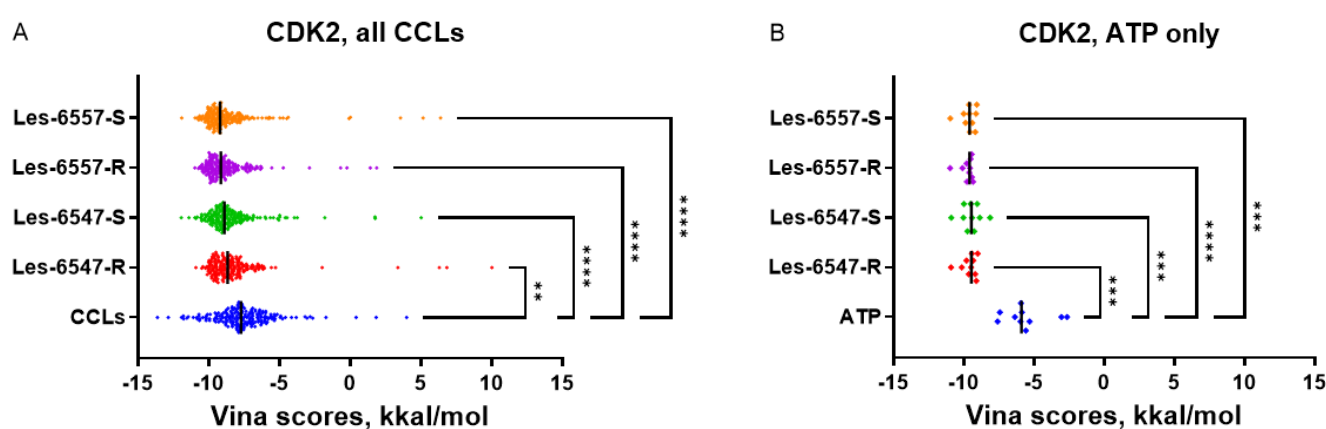 A
CDK2, all CCLs
Les-6557-S
Les-6557-R
Les-6547-S
Les-6547-R
CCLs
**
****
****
****
-15 -10 -5 0 5 10 15
Vina scores, kkal/mol
B
CDK2, ATP only
Les-6557-S
Les-6557-R
Les-6547-S
Les-6547-R
ATP
***
***
****
***
-15 -10 -5 0 5 10 15
Vina scores, kkal/mol